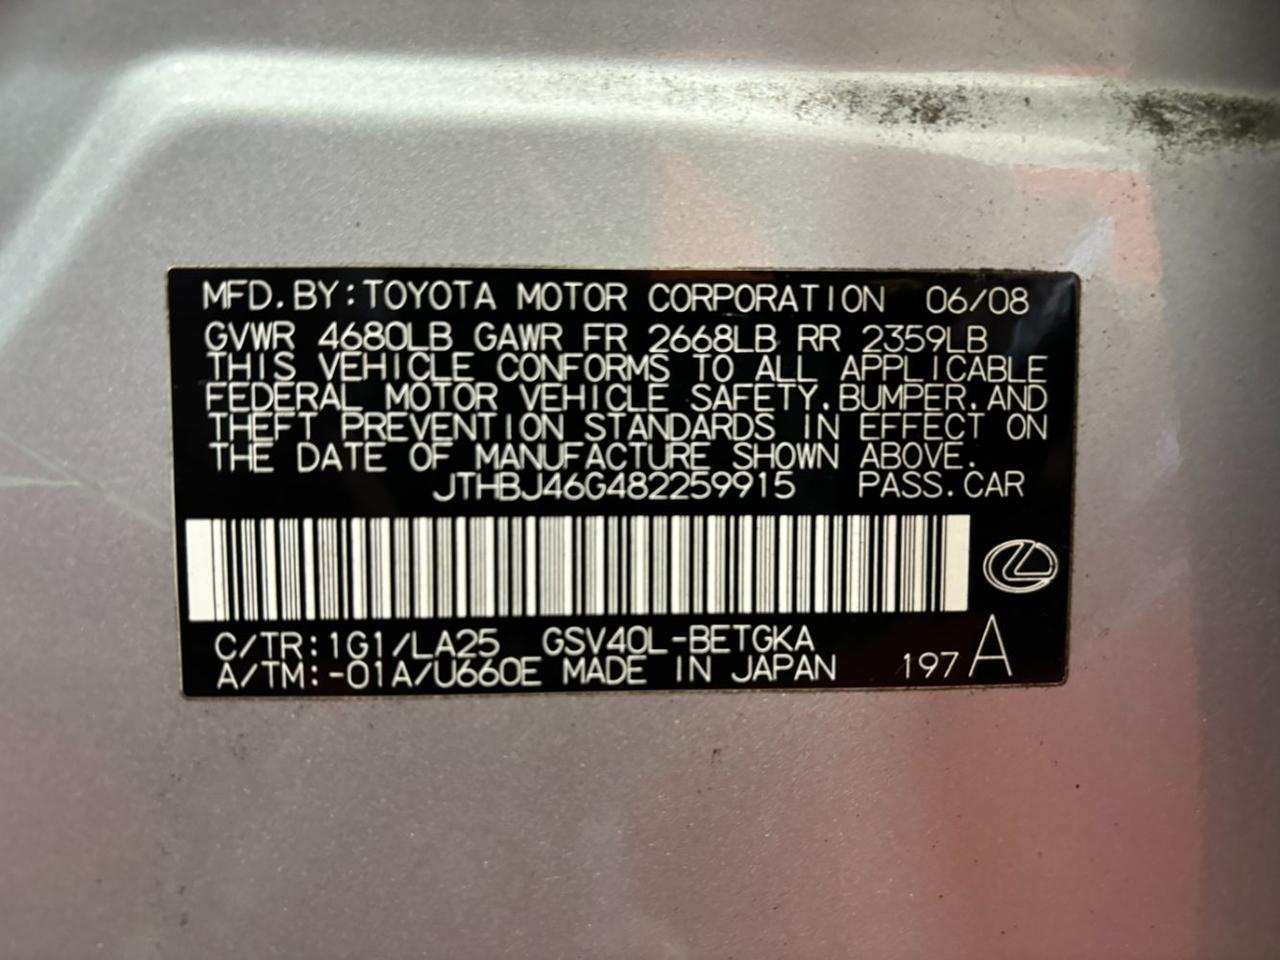 MFD.BY:TOYOTA MOTOR CORPORATION 06/08
GVWR 4680LB GAWR FR 2668LB RR 2359LB
THIS VEHICLE CONFORMS TO ALL APPLICABLE
FEDERAL MOTOR VEHICLE SAFETY,BUMPER,AND
THEFT PREVENTION STANDARDS IN EFFECT ON
THE DATE OF MANUFACTURE SHOWN ABOVE.
JTHBJ46G482259915 PASS.CAR
C/TR:1G1/LA25 GSV40L-BETGKA
A/TM:-01A/U660E MADE IN JAPAN 197 A